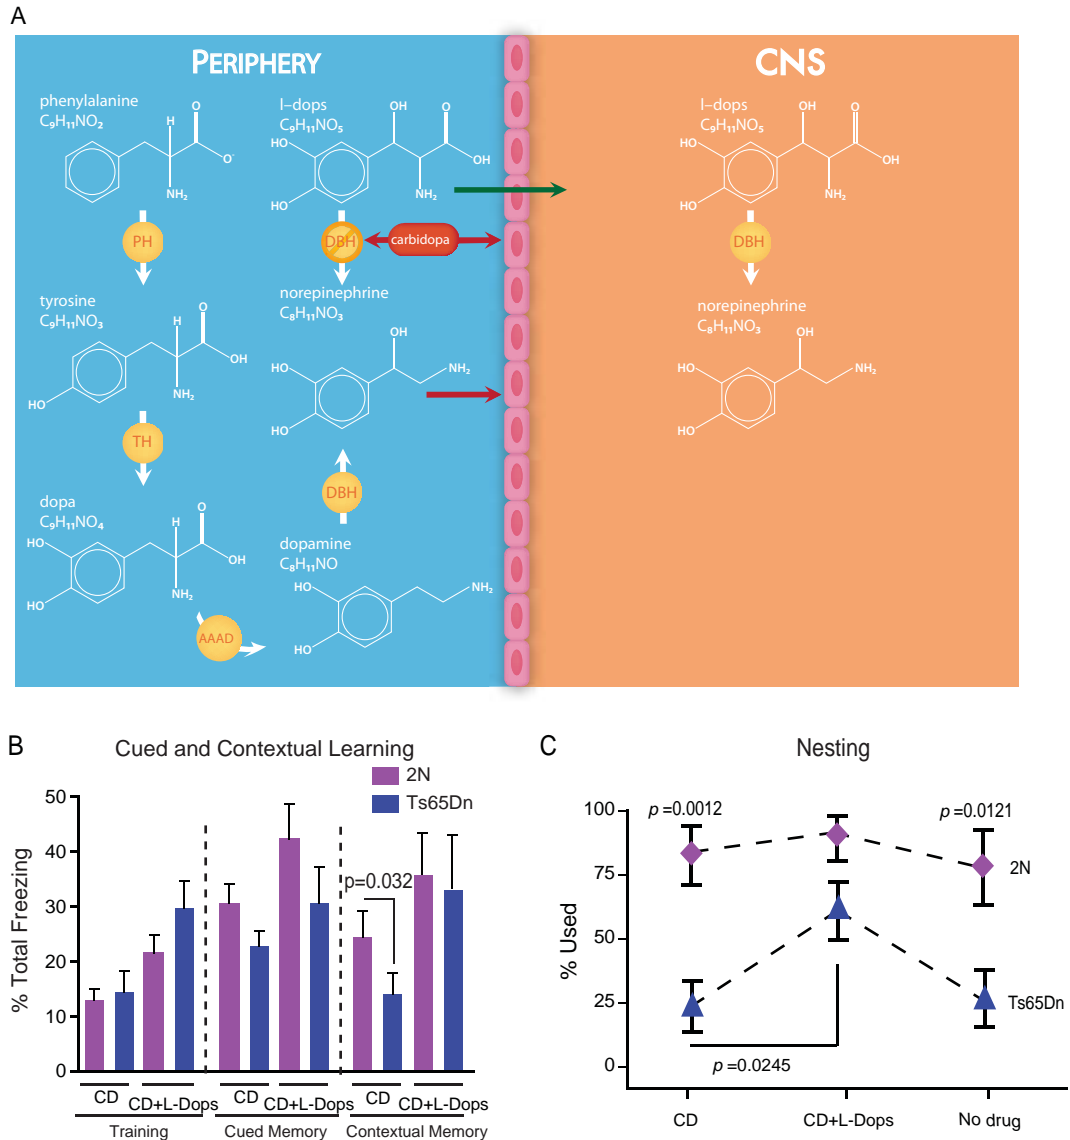 A
PERIPHERY
CNS
phenylalanine
C₉H₁₁NO₂
H
O
O⁻
NH₂
PH
tyrosine
C₉H₁₁NO₃
H
O
OH
NH₂
HO
TH
dopa
C₉H₁₁NO₄
H
O
HO
OH
HO
NH₂
AAAD
l–dops
C₉H₁₁NO₅
OH
O
HO
OH
HO
NH₂
DBH
carbidopa
norepinephrine
C₈H₁₁NO₃
OH
HO
NH₂
HO
DBH
dopamine
C₈H₁₁NO
HO
NH₂
HO
l–dops
C₉H₁₁NO₅
OH
O
HO
OH
HO
NH₂
DBH
norepinephrine
C₈H₁₁NO₃
OH
HO
NH₂
HO
B
Cued and Contextual Learning
2N
Ts65Dn
% Total Freezing
50
40
30
20
10
0
p=0.032
CD
CD+L-Dops
CD
CD+L-Dops
CD
CD+L-Dops
Training
Cued Memory
Contextual Memory
C
Nesting
% Used
100
75
50
25
0
p =0.0012
p =0.0121
2N
Ts65Dn
p =0.0245
CD
CD+L-Dops
No drug